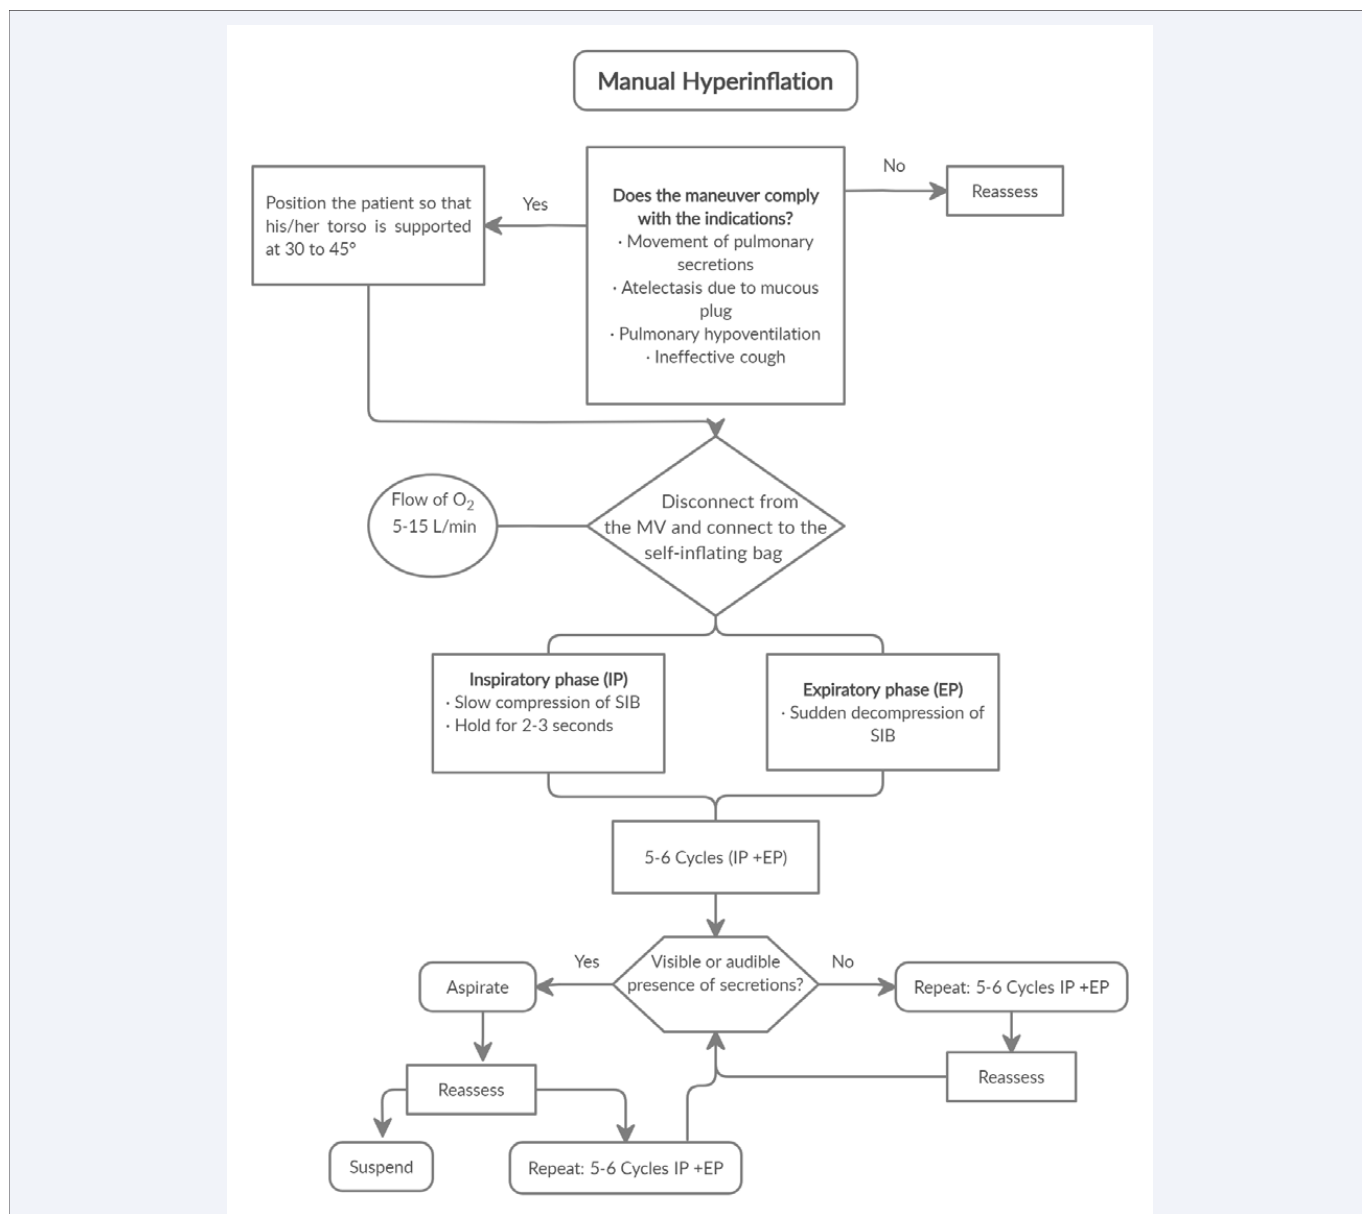 Manual Hyperinflation
Position the patient so that
his/her torso is supported
at 30 to 45°
Yes
Does the maneuver comply
with the indications?
· Movement of pulmonary
secretions
· Atelectasis due to mucous
plug
· Pulmonary hypoventilation
· Ineffective cough
No
Reassess
Flow of O₂
5-15 L/min
Disconnect from
the MV and connect to the
self-inflating bag
Inspiratory phase (IP)
· Slow compression of SIB
· Hold for 2-3 seconds
Expiratory phase (EP)
· Sudden decompression of
SIB
5-6 Cycles (IP +EP)
Visible or audible
presence of secretions?
Yes
Aspirate
No
Repeat: 5-6 Cycles IP +EP
Reassess
Reassess
Suspend
Repeat: 5-6 Cycles IP +EP